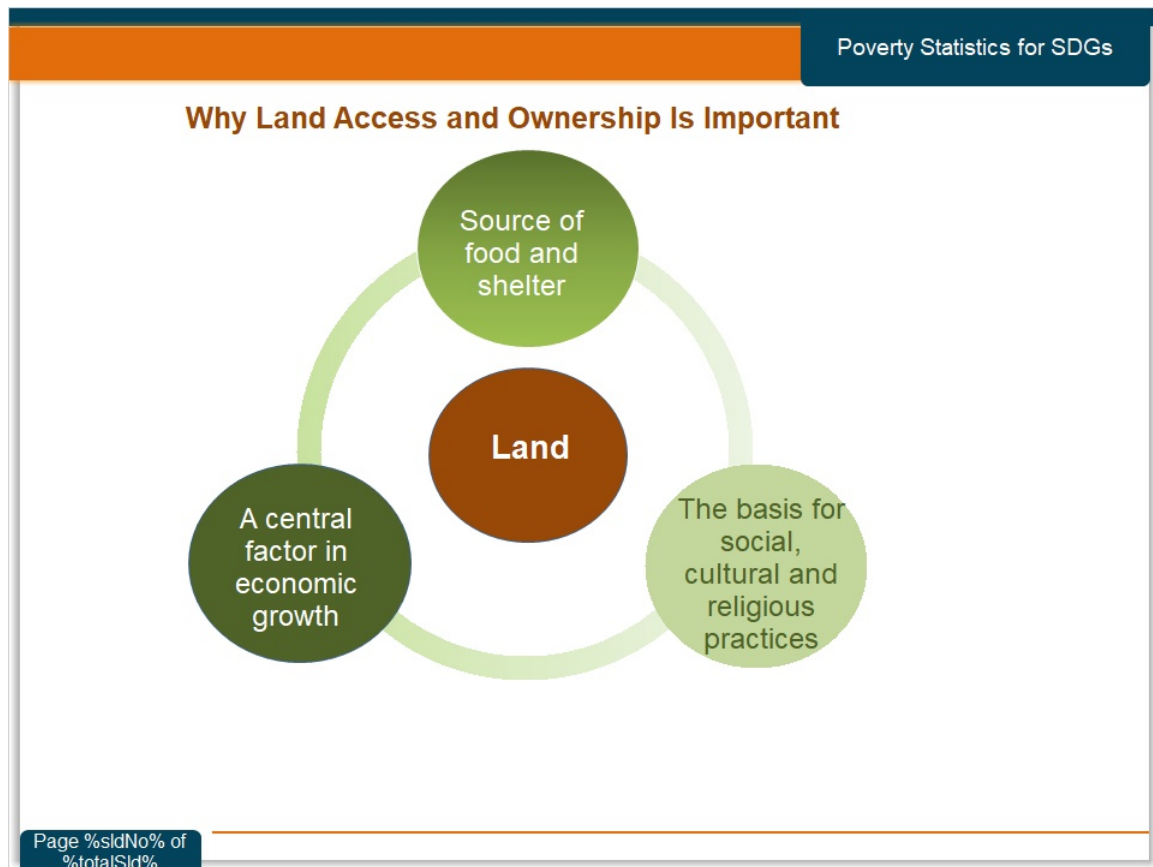 Poverty Statistics for SDGs
Why Land Access and Ownership Is Important
Source of
food and
shelter
Land
A central
factor in
economic
growth
The basis for
social,
cultural and
religious
practices
Page %sldNo% of
%totalSld%